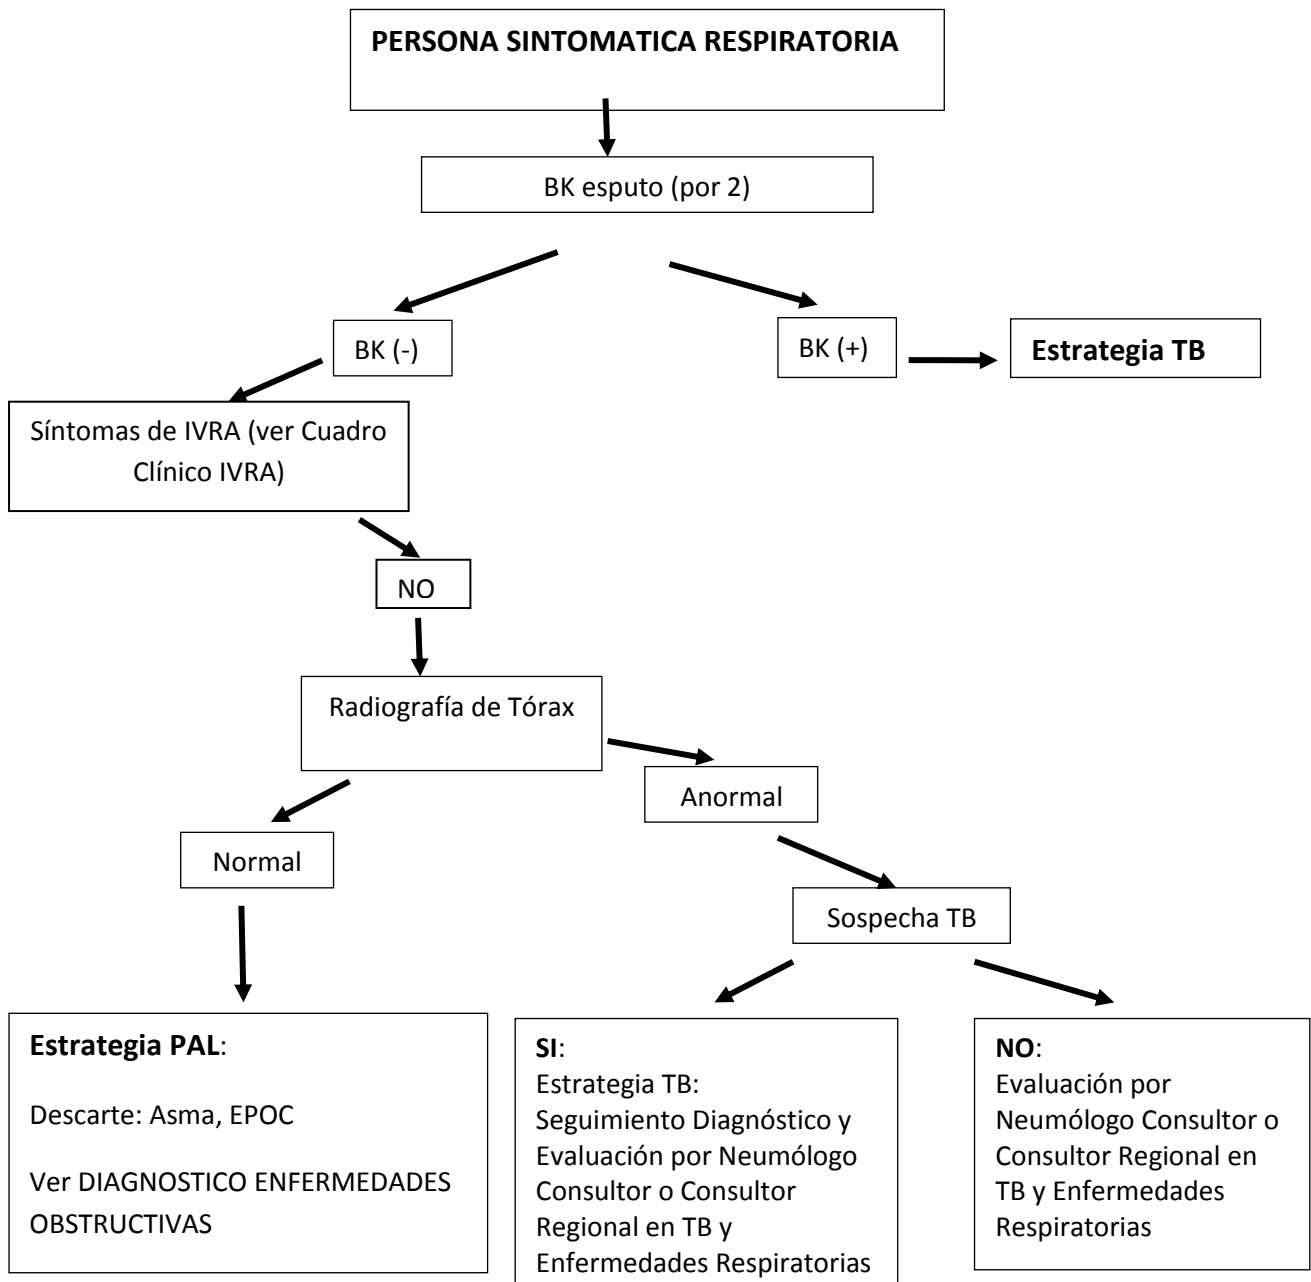 PERSONA SINTOMATICA RESPIRATORIA
BK esputo (por 2)
BK (-)
BK (+)
Estrategia TB
Síntomas de IVRA (ver Cuadro
Clínico IVRA)
NO
Radiografía de Tórax
Anormal
Normal
Sospecha TB
Estrategia PAL:
Descarte: Asma, EPOC
Ver DIAGNOSTICO ENFERMEDADES
OBSTRUCTIVAS
SI:
Estrategia TB:
Seguimiento Diagnóstico y
Evaluación por Neumólogo
Consultor o Consultor
Regional en TB y
Enfermedades Respiratorias
NO:
Evaluación por
Neumólogo Consultor o
Consultor Regional en
TB y Enfermedades
Respiratorias